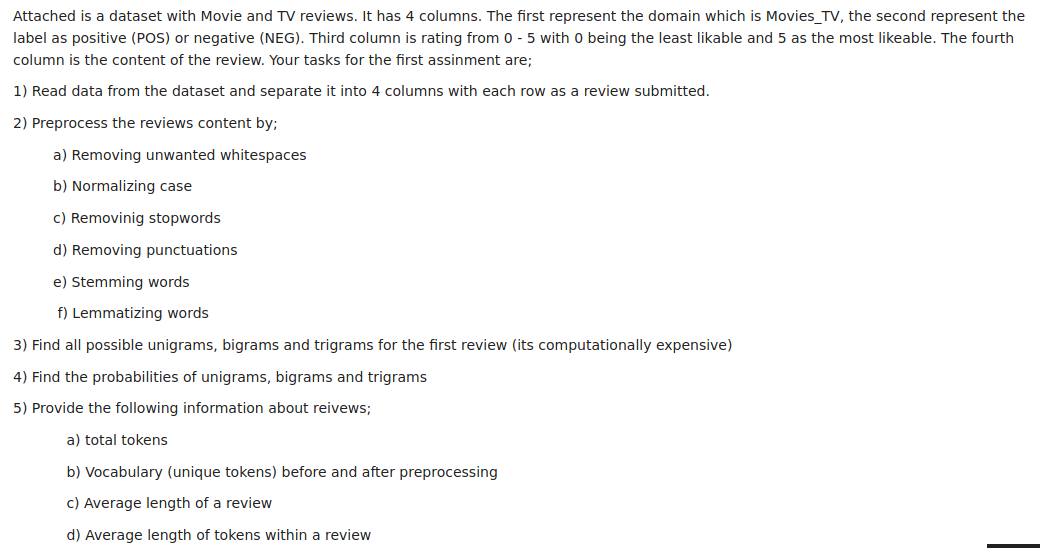 Attached is a dataset with Movie and TV reviews. It has 4 columns. The first represent the domain which is Movies_TV, the second represent the
label as positive (POS) or negative (NEG). Third column is rating from 0 - 5 with 0 being the least likable and 5 as the most likeable. The fourth
column is the content of the review. Your tasks for the first assinment are;
1) Read data from the dataset and separate it into 4 columns with each row as a review submitted.
2) Preprocess the reviews content by;
a) Removing unwanted whitespaces
b) Normalizing case
c) Removinig stopwords
d) Removing punctuations
e) Stemming words
f) Lemmatizing words
3) Find all possible unigrams, bigrams and trigrams for the first review (its computationally expensive)
4) Find the probabilities of unigrams, bigrams and trigrams
5) Provide the following information about reivews;
a) total tokens
b) Vocabulary (unique tokens) before and after preprocessing
c) Average length of a review
d) Average length of tokens within a review